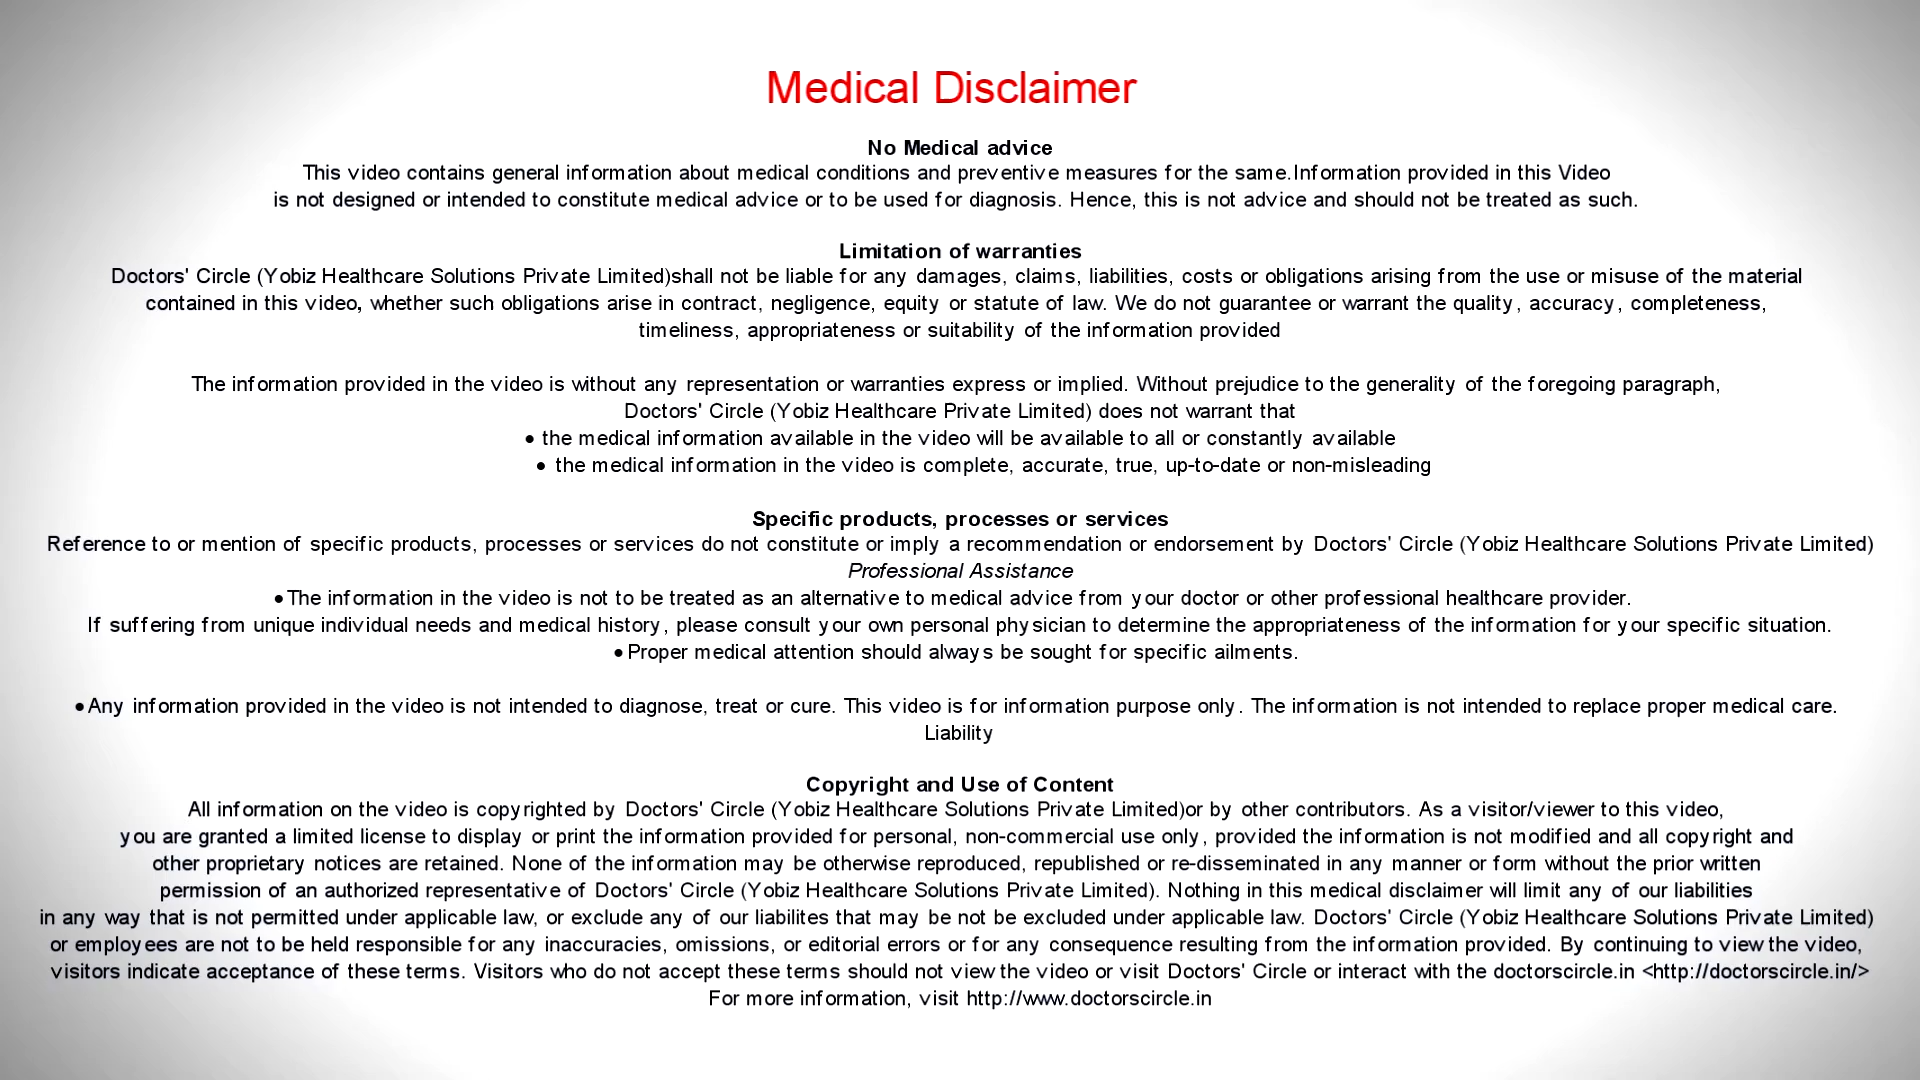 Medical Disclaimer
No Medical advice
This video contains general information about medical conditions and preventive measures for the same.Information provided in this Video
is not designed or intended to constitute medical advice or to be used for diagnosis. Hence, this is not advice and should not be treated as such.
Limitation of warranties
Doctors' Circle (Yobiz Healthcare Solutions Private Limited)shall not be liable for any damages, claims, liabilities, costs or obligations arising from the use or misuse of the material
contained in this video, whether such obligations arise in contract, negligence, equity or statute of law. We do not guarantee or warrant the quality, accuracy, completeness,
timeliness, appropriateness or suitability of the information provided
The information provided in the video is without any representation or warranties express or implied. Without prejudice to the generality of the foregoing paragraph,
Doctors' Circle (Yobiz Healthcare Private Limited) does not warrant that
• the medical information available in the video will be available to all or constantly available
• the medical information in the video is complete, accurate, true, up-to-date or non-misleading
Specific products, processes or services
Reference to or mention of specific products, processes or services do not constitute or imply a recommendation or endorsement by Doctors' Circle (Yobiz Healthcare Solutions Private Limited)
Professional Assistance
•The information in the video is not to be treated as an alternative to medical advice from your doctor or other professional healthcare provider.
If suffering from unique individual needs and medical history, please consult your own personal physician to determine the appropriateness of the information for your specific situation.
•Proper medical attention should always be sought for specific ailments.
•Any information provided in the video is not intended to diagnose, treat or cure. This video is for information purpose only. The information is not intended to replace proper medical care.
Liability
Copyright and Use of Content
All information on the video is copyrighted by Doctors' Circle (Yobiz Healthcare Solutions Private Limited)or by other contributors. As a visitor/viewer to this video,
you are granted a limited license to display or print the information provided for personal, non-commercial use only, provided the information is not modified and all copyright and
other proprietary notices are retained. None of the information may be otherwise reproduced, republished or re-disseminated in any manner or form without the prior written
permission of an authorized representative of Doctors' Circle (Yobiz Healthcare Solutions Private Limited). Nothing in this medical disclaimer will limit any of our liabilities
in any way that is not permitted under applicable law, or exclude any of our liabilites that may be not be excluded under applicable law. Doctors' Circle (Yobiz Healthcare Solutions Private Limited)
or employees are not to be held responsible for any inaccuracies, omissions, or editorial errors or for any consequence resulting from the information provided. By continuing to view the video,
visitors indicate acceptance of these terms. Visitors who do not accept these terms should not view the video or visit Doctors' Circle or interact with the doctorscircle.in <http://doctorscircle.in/>
For more information, visit http://www.doctorscircle.in